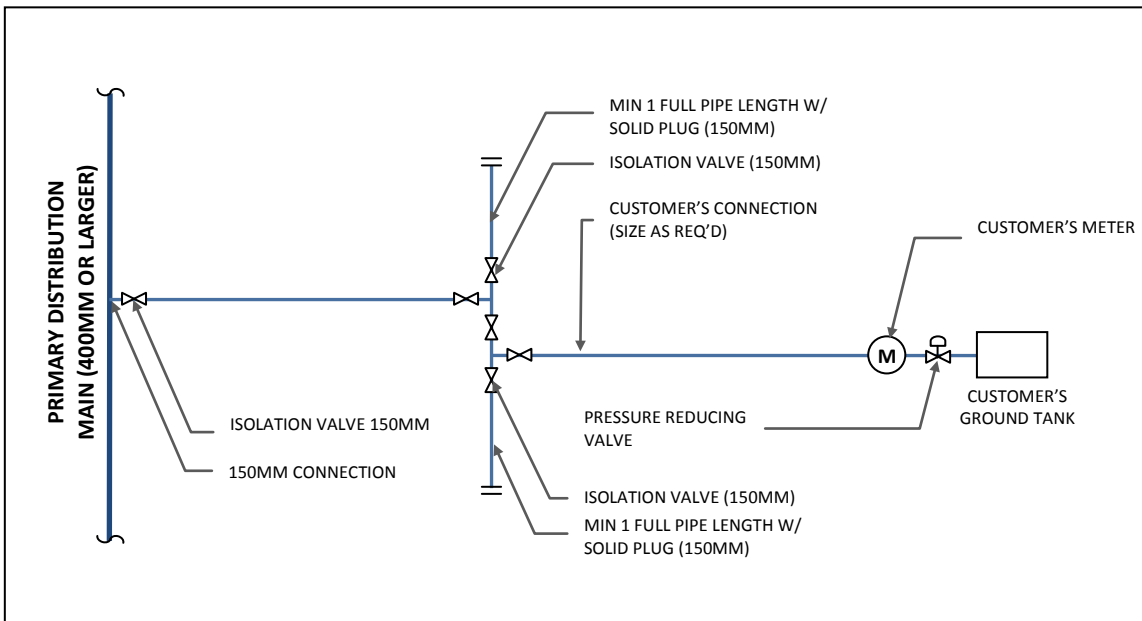 PRIMARY DISTRIBUTION
MAIN (400MM OR LARGER)
MIN 1 FULL PIPE LENGTH W/
SOLID PLUG (150MM)
ISOLATION VALVE (150MM)
CUSTOMER’S CONNECTION
(SIZE AS REQ’D)
CUSTOMER’S METER
M
CUSTOMER’S
GROUND TANK
PRESSURE REDUCING
VALVE
ISOLATION VALVE 150MM
150MM CONNECTION
ISOLATION VALVE (150MM)
MIN 1 FULL PIPE LENGTH W/
SOLID PLUG (150MM)